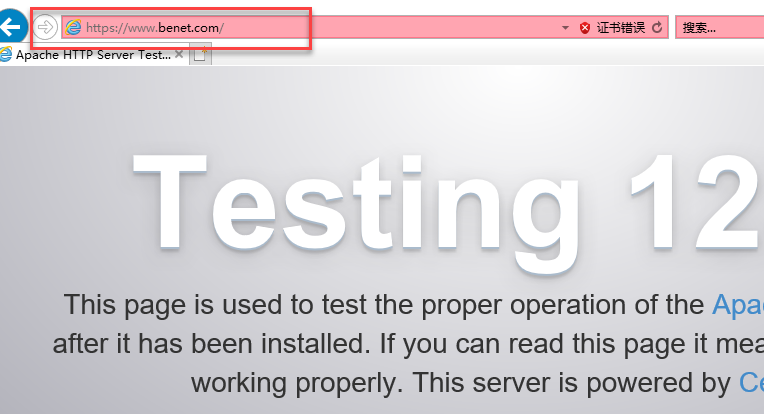 https://www.benet.com/
证书错误
搜索...
Apache HTTP Server Test...
Testing 12
This page is used to test the proper operation of the Apa
after it has been installed. If you can read this page it mea
working properly. This server is powered by Ce